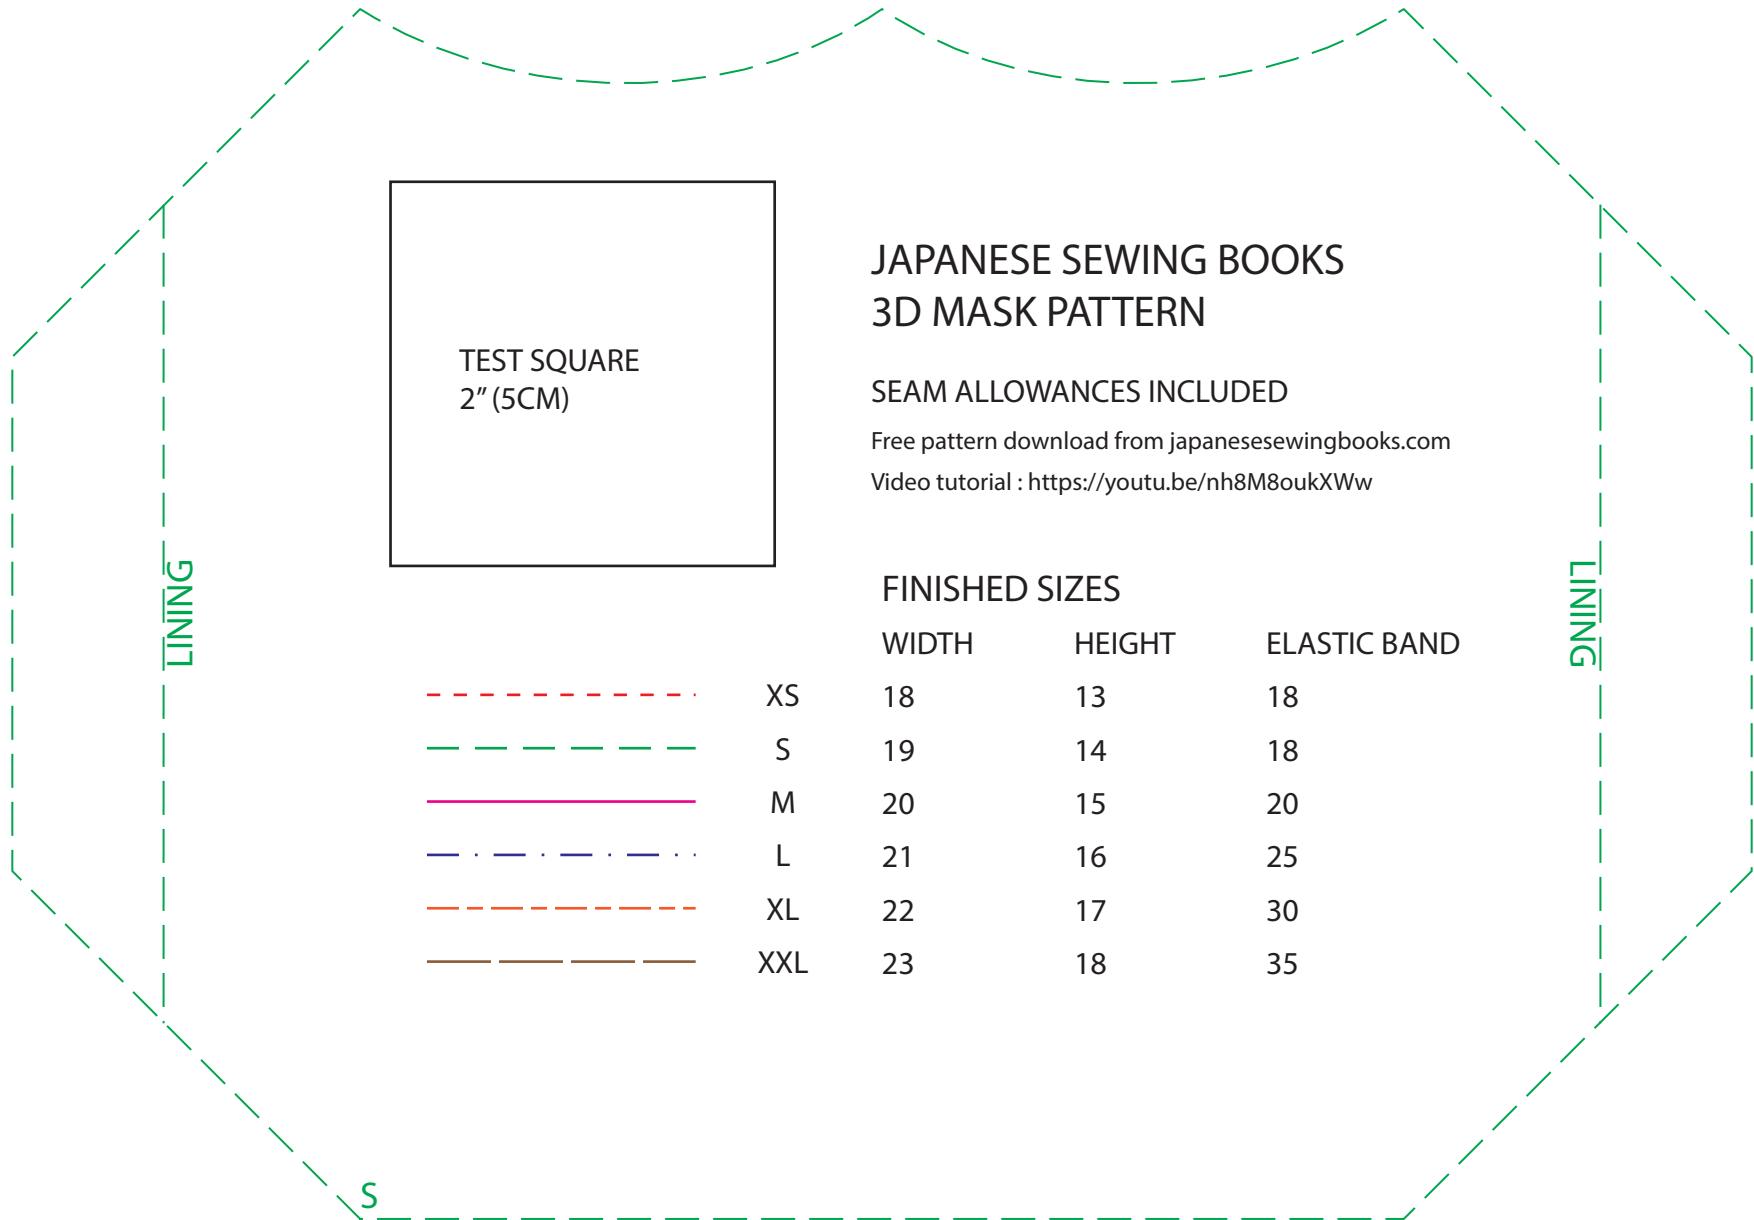 TEST SQUARE
2” (5CM)
JAPANESE SEWING BOOKS
3D MASK PATTERN
SEAM ALLOWANCES INCLUDED
Free pattern download from japanesesewingbooks.com
Video tutorial : https://youtu.be/nh8M8oukXWw
LINING
LINING
FINISHED SIZES
WIDTH HEIGHT ELASTIC BAND
XS 18 13 18
S 19 14 18
M 20 15 20
L 21 16 25
XL 22 17 30
XXL 23 18 35
S